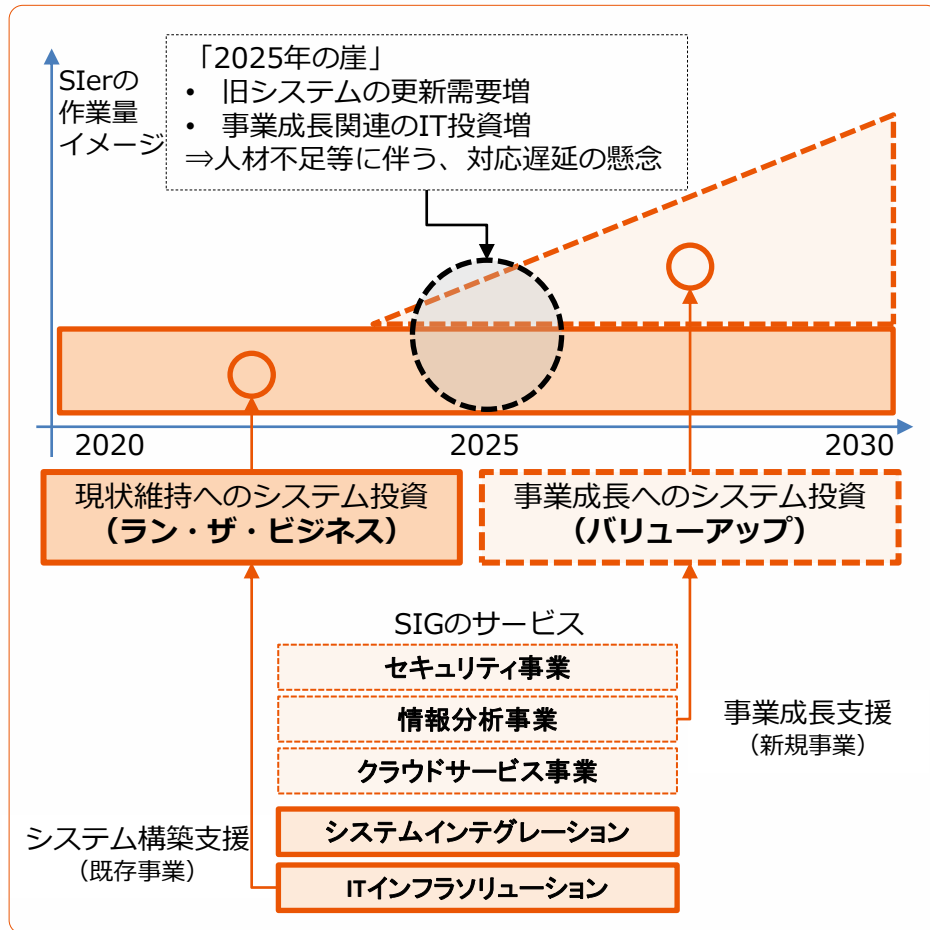 SIerの
作業量
イメージ
「2025年の崖」
• 旧システムの更新需要増
• 事業成長関連のIT投資増
⇒人材不足等に伴う、対応遅延の懸念
2020
2025
2030
現状維持へのシステム投資
（ラン・ザ・ビジネス）
事業成長へのシステム投資
（バリューアップ）
SIGのサービス
セキュリティ事業
情報分析事業
クラウドサービス事業
事業成長支援
（新規事業）
システムインテグレーション
ITインフラソリューション
システム構築支援
（既存事業）